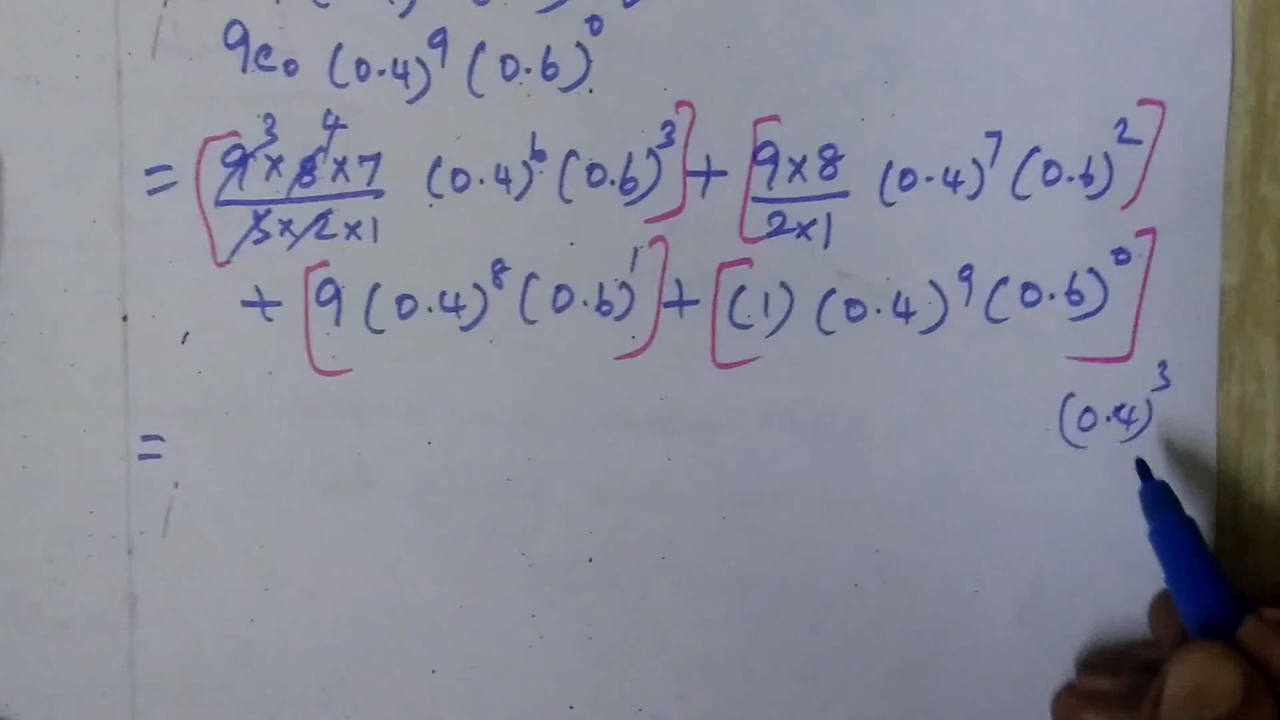 9c₀ (0.4)⁹ (0.6)⁰
= [9³×8⁴×7 / 3×2×1 (0.4)⁶ (0.6)³] + [9×8 / 2×1 (0.4)⁷ (0.6)²]
+ [9 (0.4)⁸ (0.6)¹] + [(1) (0.4)⁹ (0.6)⁰]
(0.4)³
=